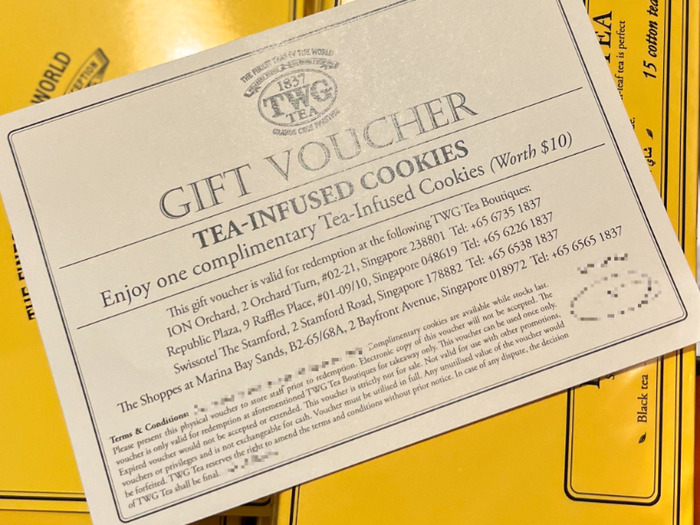 WORLD
THE FINEST TEAS OF THE WORLD
1837
TWG
TEA
GRANDS CRUS PRESTIGE
GIFT VOUCHER
TEA-INFUSED COOKIES
Enjoy one complimentary Tea-Infused Cookies (Worth $10)
This gift voucher is valid for redemption at the following TWG Tea Boutiques:
ION Orchard, 2 Orchard Turn, #02-21, Singapore 238801 Tel: +65 6735 1837
Republic Plaza, 9 Raffles Place, #01-09/10, Singapore 048619 Tel: +65 6226 1837
Swissotel The Stamford, 2 Stamford Road, Singapore 178882 Tel: +65 6538 1837
The Shoppes at Marina Bay Sands, B2-65/68A, 2 Bayfront Avenue, Singapore 018972 Tel: +65 6565 1837
Terms & Conditions:
Complimentary cookies are available while stocks last.
Please present this physical voucher to store staff prior to redemption. Electronic copy of this voucher will not be accepted. The
voucher is only valid for redemption at aforementioned TWG Tea Boutiques for takeaway only. This voucher can be used once only.
Expired voucher would not be accepted or extended. This voucher is strictly not for sale. Not valid for use with other promotions,
vouchers or privileges and is not exchangeable for cash. Voucher must be utilised in full. Any unutilised value of the voucher would
be forfeited. TWG Tea reserves the right to amend the terms and conditions without prior notice. In case of any dispute, the decision
of TWG Tea shall be final.
TEA
-leaf tea is perfect
15 cotton tea
Black tea